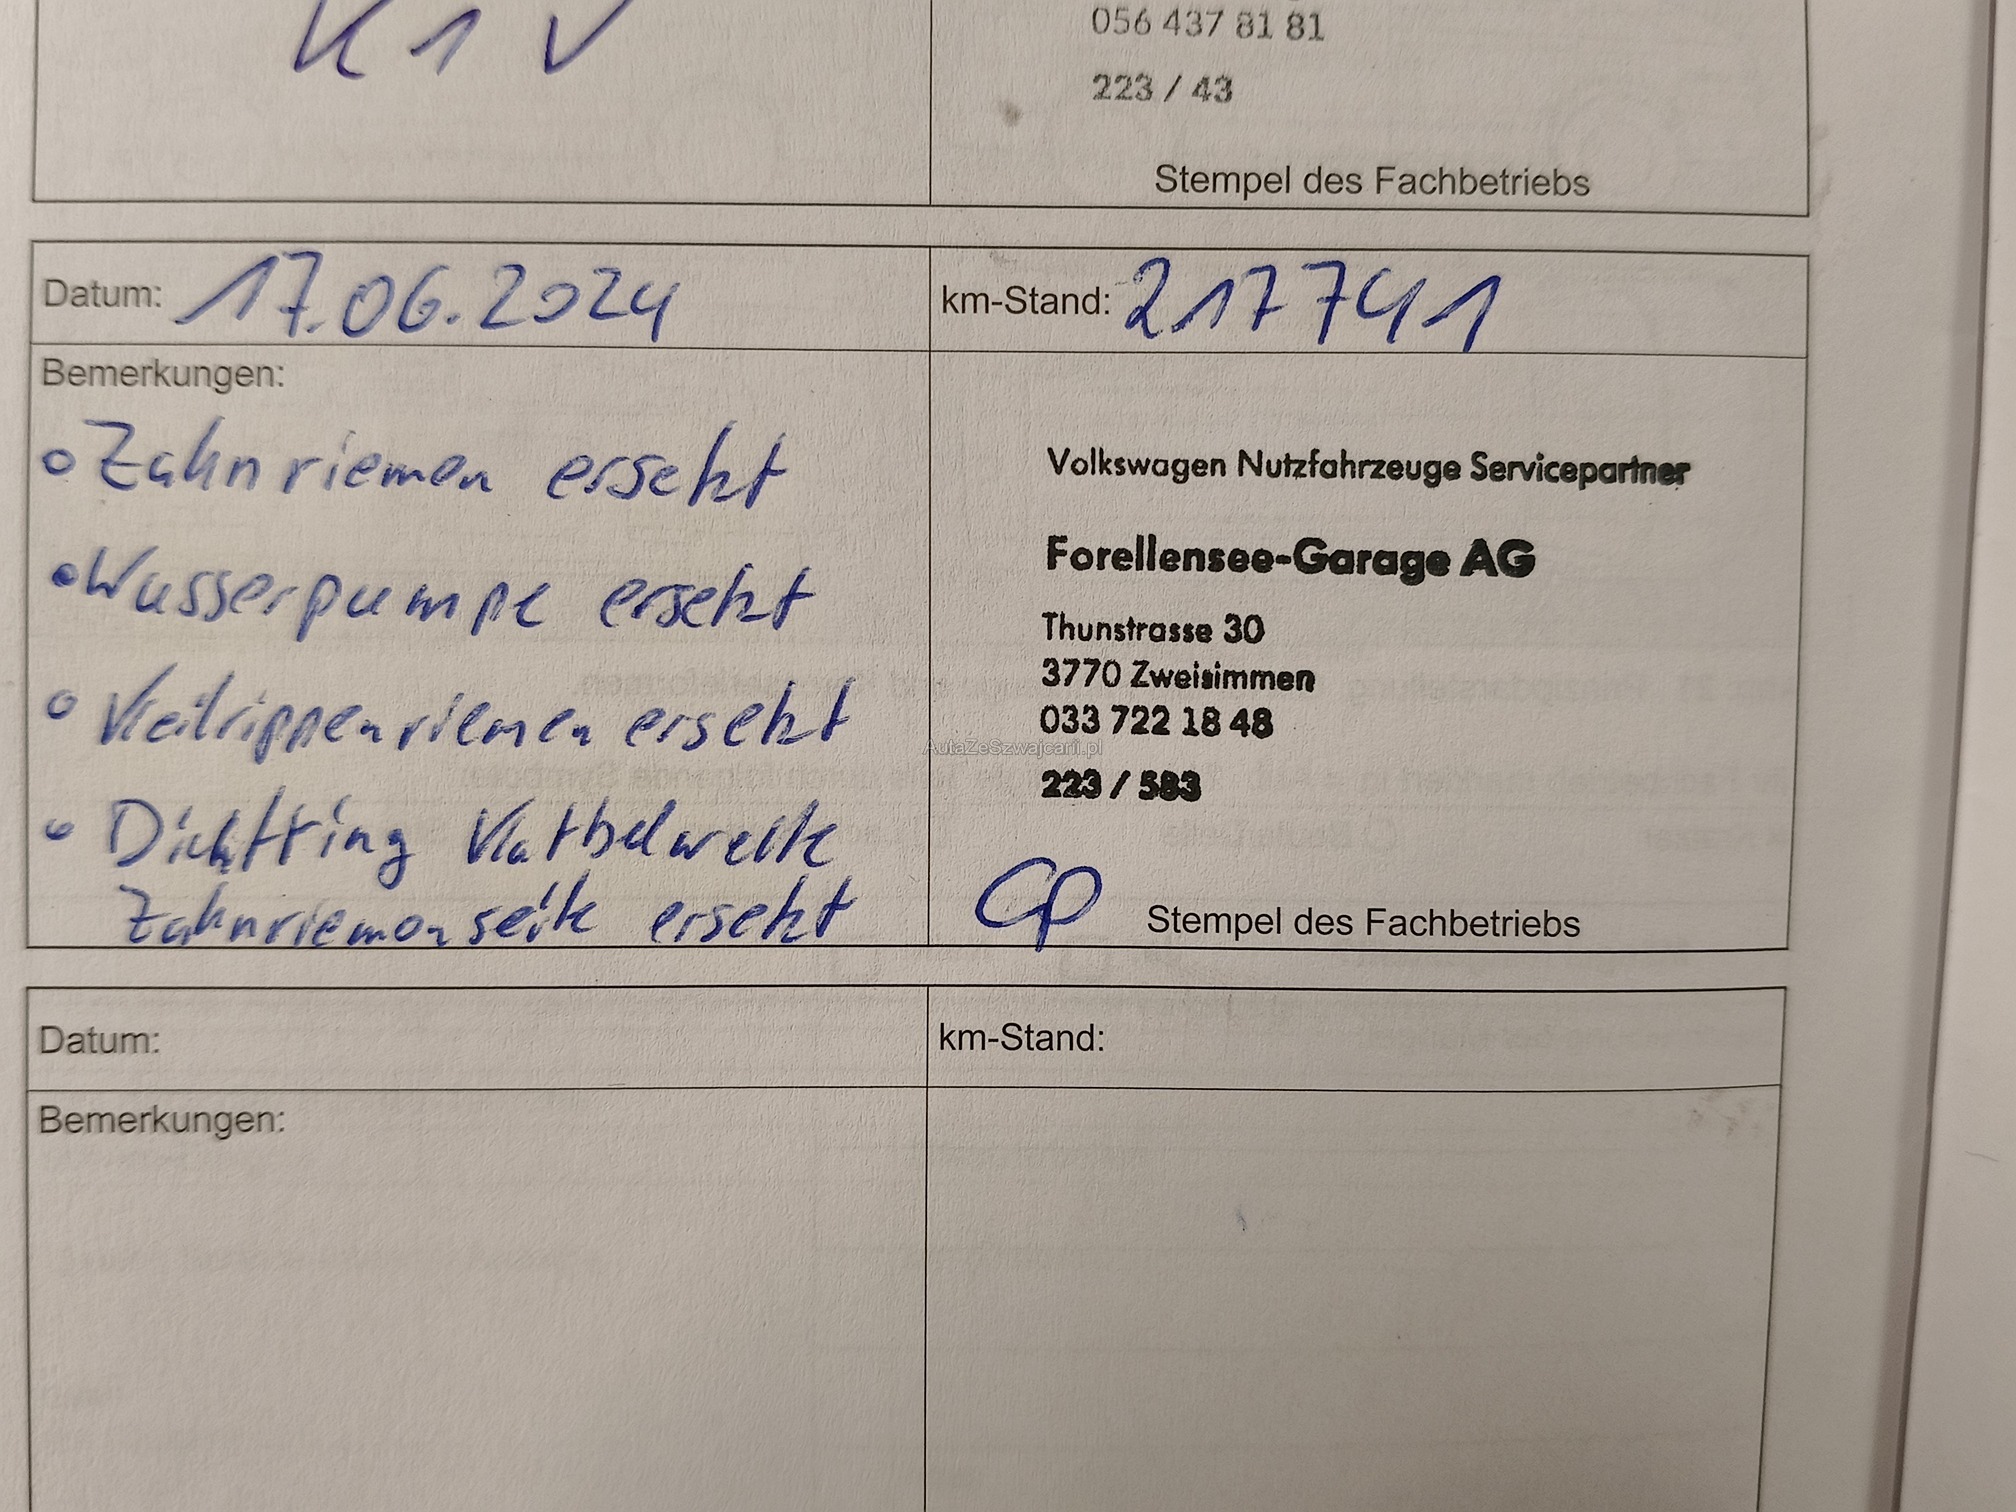 K 1 V
056 437 81 81
223 / 43
Stempel des Fachbetriebs
Datum: 17.06.2024
km-Stand: 217741
Bemerkungen:
Zahnriemen ersetzt
Wasserpumpe ersetzt
Keilrippenriemen ersetzt
Dichtring Kurbelwelle
Zahnriemenseite ersetzt
Volkswagen Nutzfahrzeuge Servicepartner
Forellensee-Garage AG
Thunstrasse 30
3770 Zweisimmen
033 722 18 48
AutaZeSzwajcarii.pl
223 / 583
Stempel des Fachbetriebs
Datum:
km-Stand:
Bemerkungen: